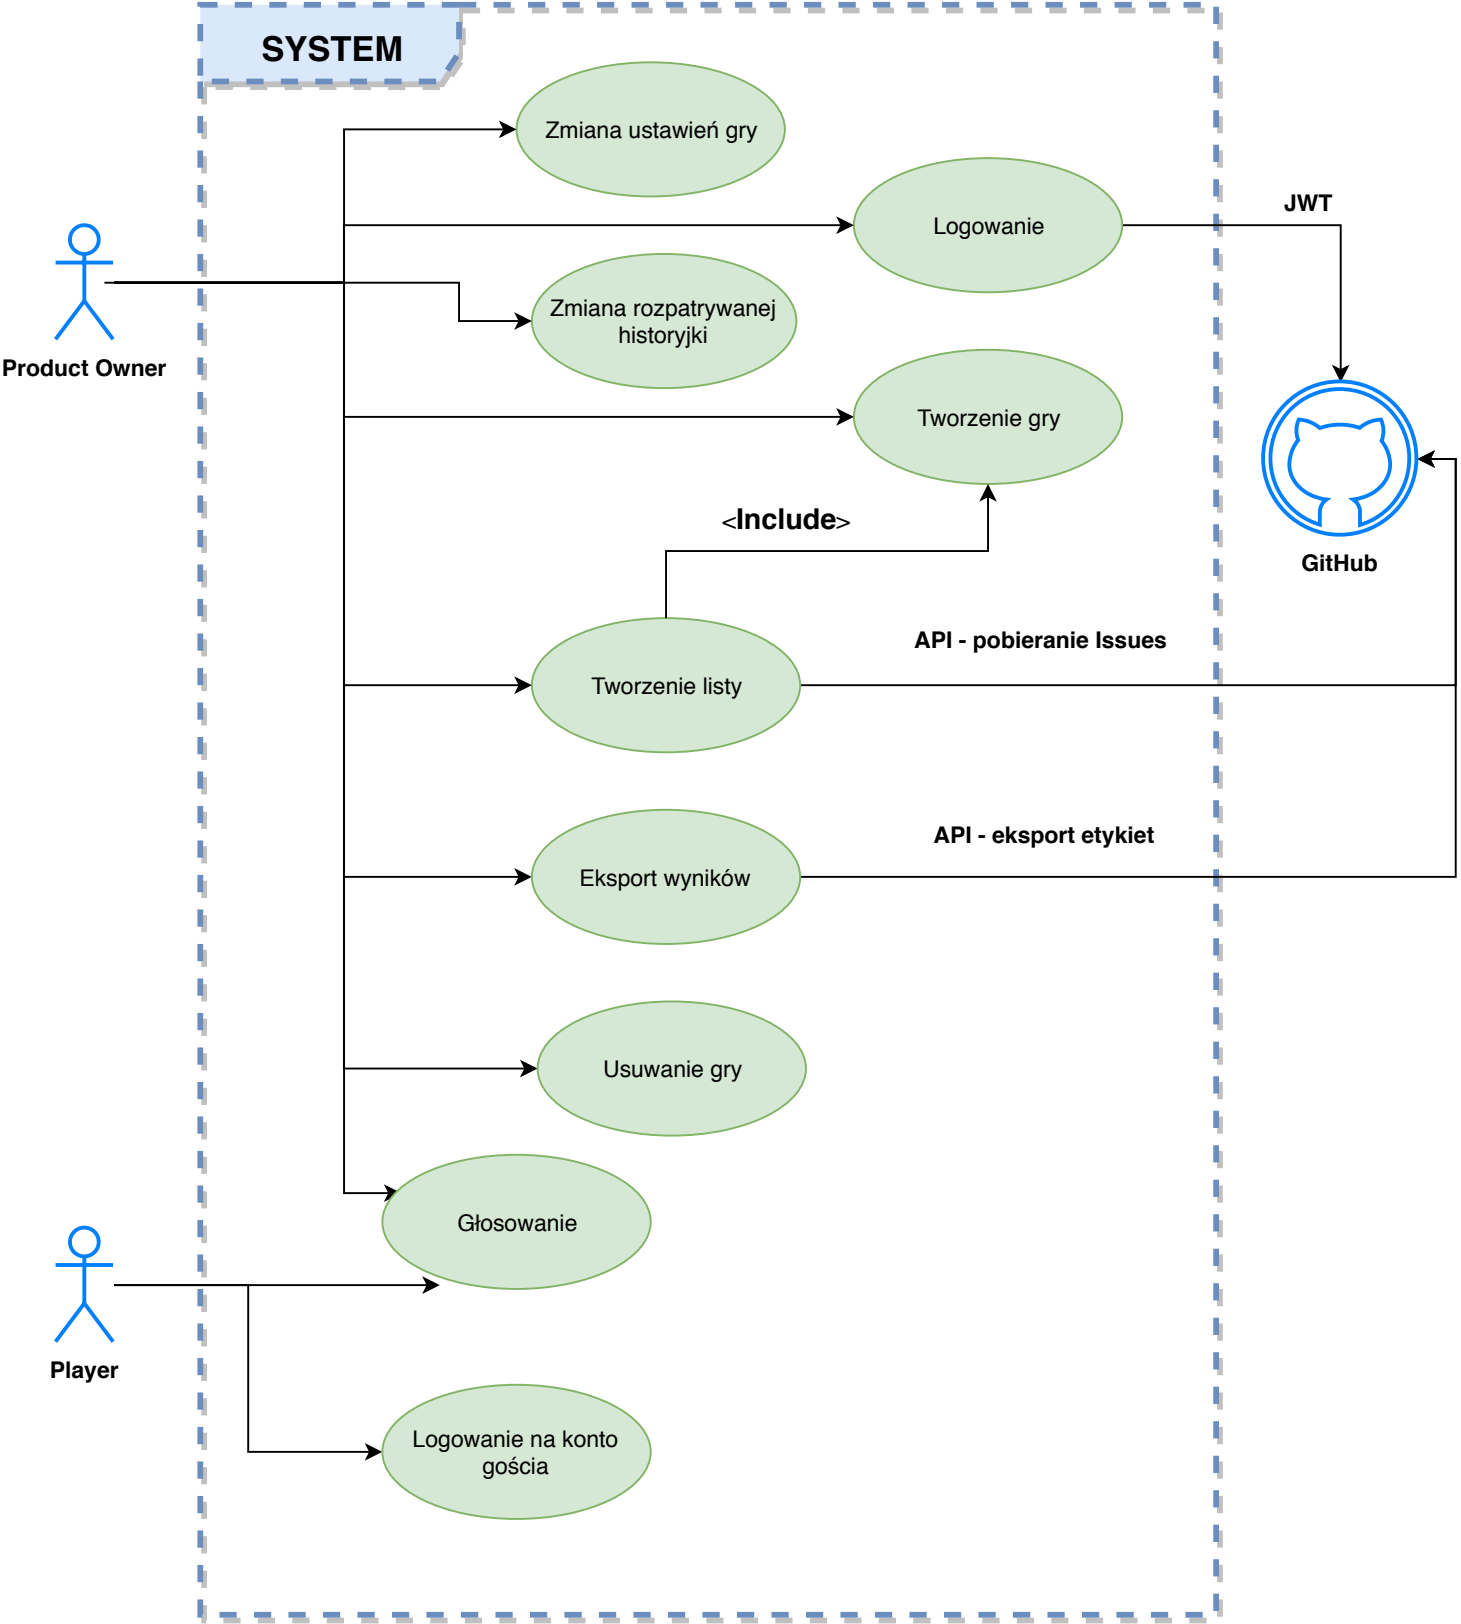 SYSTEM
Zmiana ustawień gry
JWT
Logowanie
Zmiana rozpatrywanej
historyjki
Product Owner
Tworzenie gry
<Include>
GitHub
API - pobieranie Issues
Tworzenie listy
API - eksport etykiet
Eksport wyników
Usuwanie gry
Głosowanie
Player
Logowanie na konto
gościa